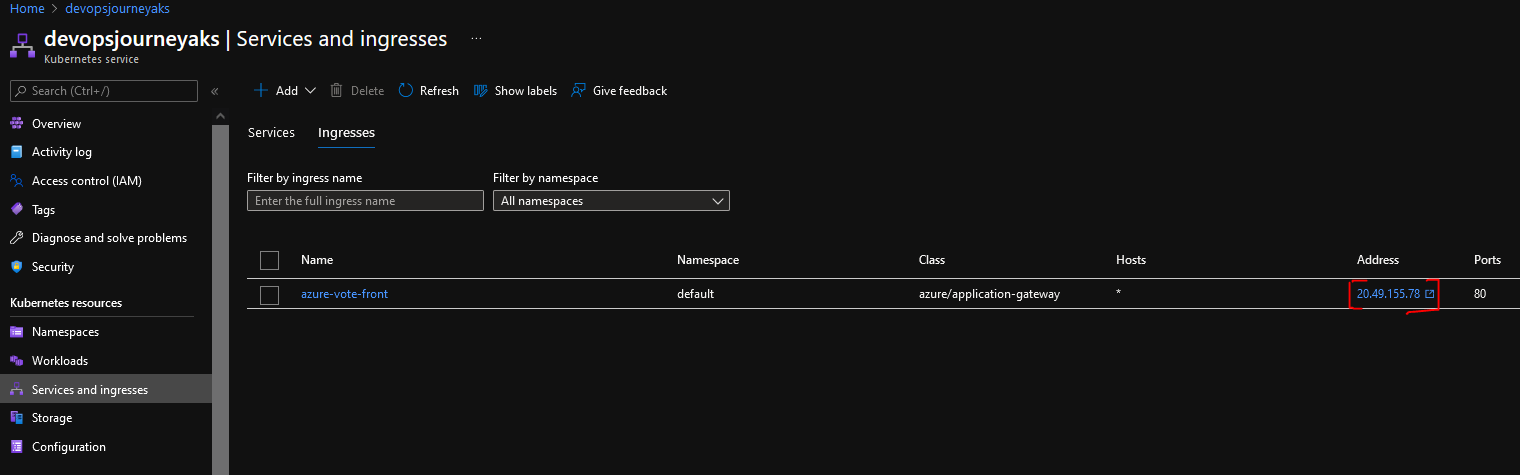 Home > devopsjourneyaks
devopsjourneyaks | Services and ingresses ...
Kubernetes service
Search (Ctrl+/) «
+ Add Delete Refresh Show labels Give feedback
Overview
Activity log
Access control (IAM)
Tags
Diagnose and solve problems
Security
Kubernetes resources
Namespaces
Workloads
Services and ingresses
Storage
Configuration
Services Ingresses
Filter by ingress name Filter by namespace
Enter the full ingress name All namespaces
Name Namespace Class Hosts Address Ports
azure-vote-front default azure/application-gateway * 20.49.155.78 80